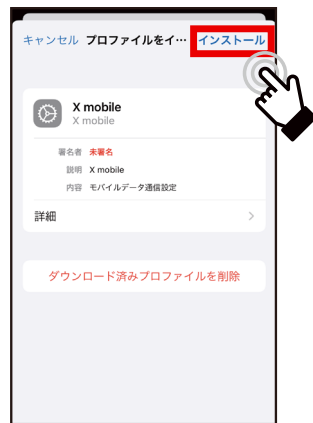 キャンセル プロファイルをイ… インストール
X mobile
X mobile
署名者 未署名
説明 X mobile
内容 モバイルデータ通信設定
詳細
ダウンロード済みプロファイルを削除